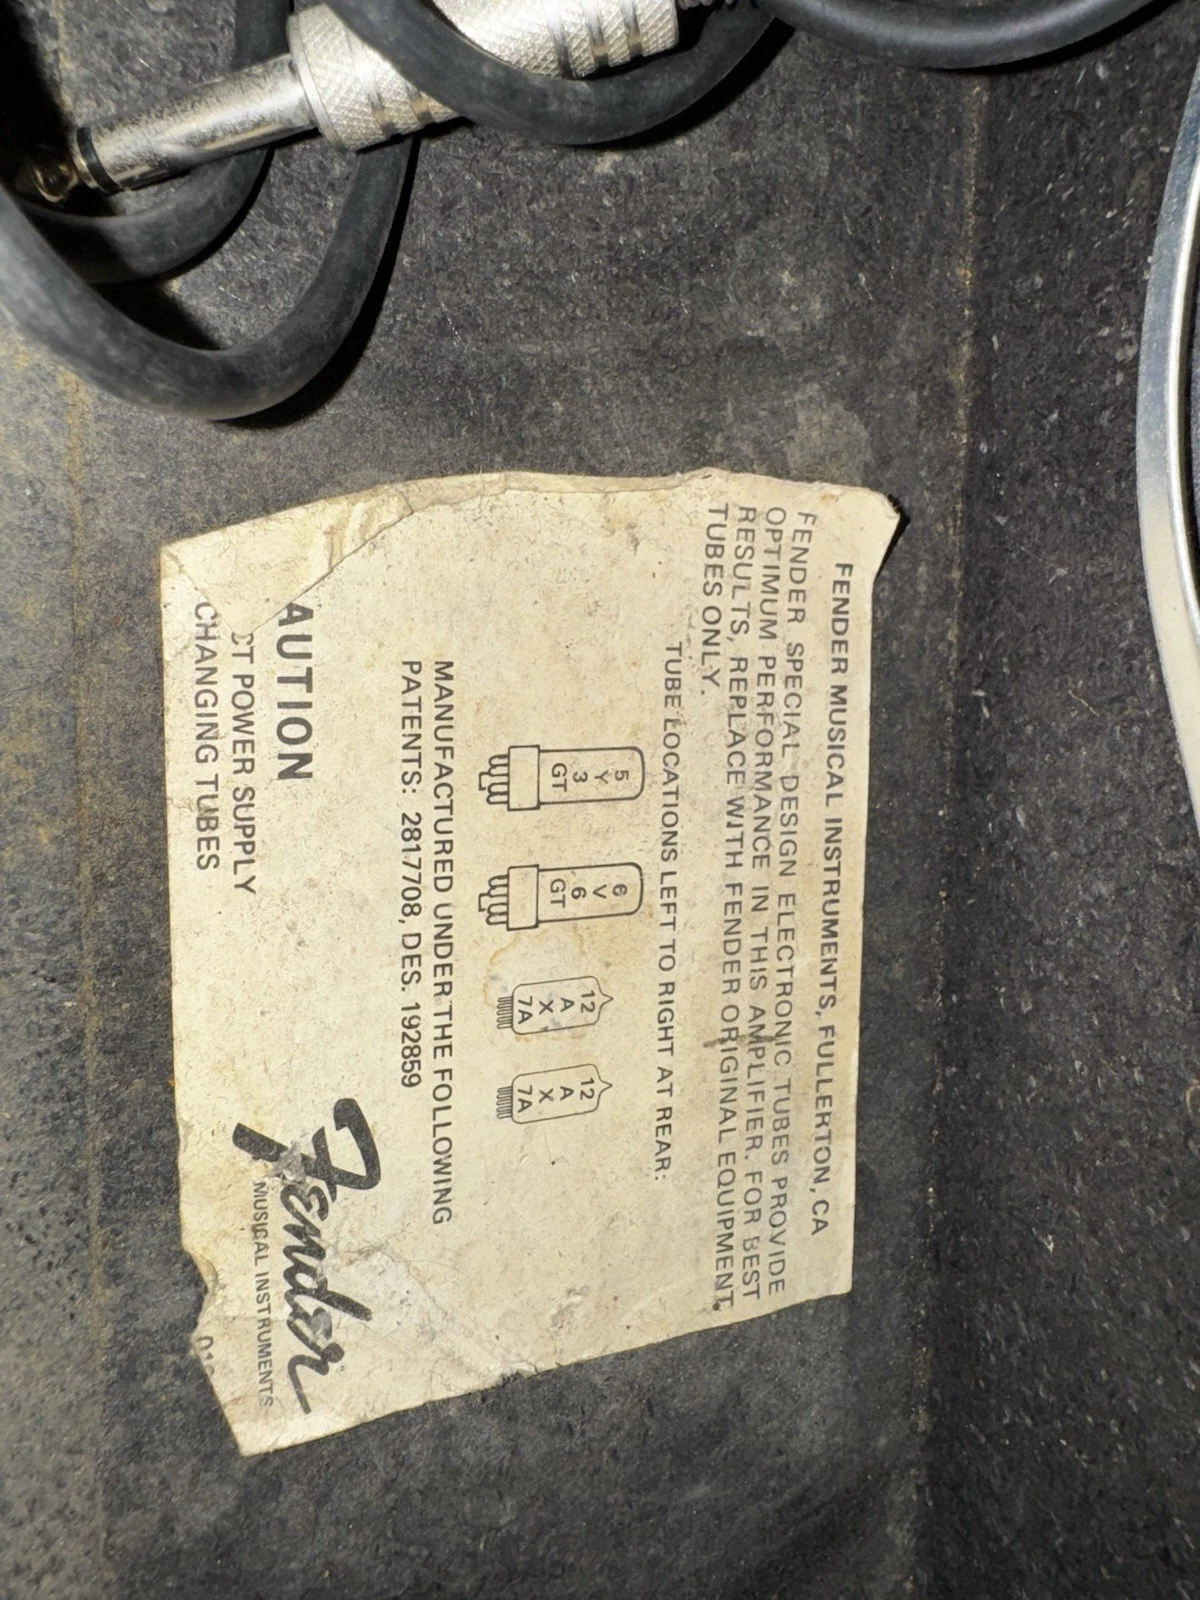 FENDER MUSICAL INSTRUMENTS, FULLERTON, CA
FENDER SPECIAL DESIGN ELECTRONIC TUBES PROVIDE
OPTIMUM PERFORMANCE IN THIS AMPLIFIER. FOR BEST
RESULTS, REPLACE WITH FENDER ORIGINAL EQUIPMENT
TUBES ONLY.
TUBE LOCATIONS LEFT TO RIGHT AT REAR:
5
Y
3
GT
6
V
6
GT
12
A
X
7A
12
A
X
7A
MANUFACTURED UNDER THE FOLLOWING
PATENTS: 2817708, DES. 192859
AUTION
CT POWER SUPPLY
CHANGING TUBES
Fender
MUSICAL INSTRUMENTS